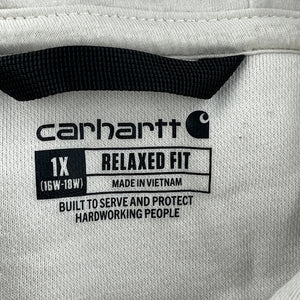 carhartt
1X
(16W-18W)
RELAXED FIT
MADE IN VIETNAM
BUILT TO SERVE AND PROTECT
HARDWORKING PEOPLE